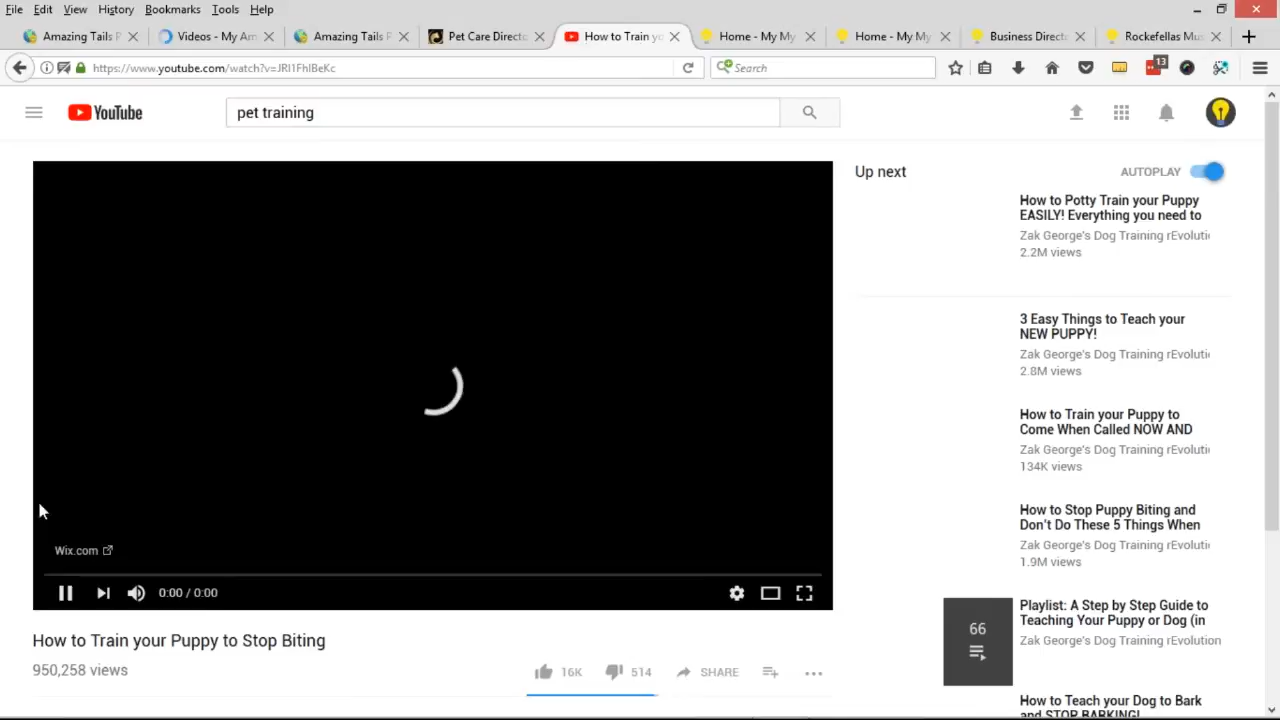 File Edit View History Bookmarks Tools Help
Amazing Tails P
Videos - My Am
Amazing Tails P
Pet Care Directo
How to Train yo
Home - My My
Home - My My
Business Direct
Rockefellas Mus
https://www.youtube.com/watch?v=JRI1FhlBeKc
Search
13
YouTube
pet training
Up next
AUTOPLAY
How to Potty Train your Puppy
EASILY! Everything you need to
Zak George's Dog Training rEvoluti
2.2M views
3 Easy Things to Teach your
NEW PUPPY!
Zak George's Dog Training rEvoluti
2.8M views
How to Train your Puppy to
Come When Called NOW AND
Zak George's Dog Training rEvoluti
134K views
How to Stop Puppy Biting and
Don't Do These 5 Things When
Zak George's Dog Training rEvoluti
1.9M views
66
Playlist: A Step by Step Guide to
Teaching Your Puppy or Dog (in
Zak George's Dog Training rEvolution
How to Teach your Dog to Bark
and STOP BARKING!
Wix.com
0:00 / 0:00
How to Train your Puppy to Stop Biting
950,258 views
16K
514
SHARE